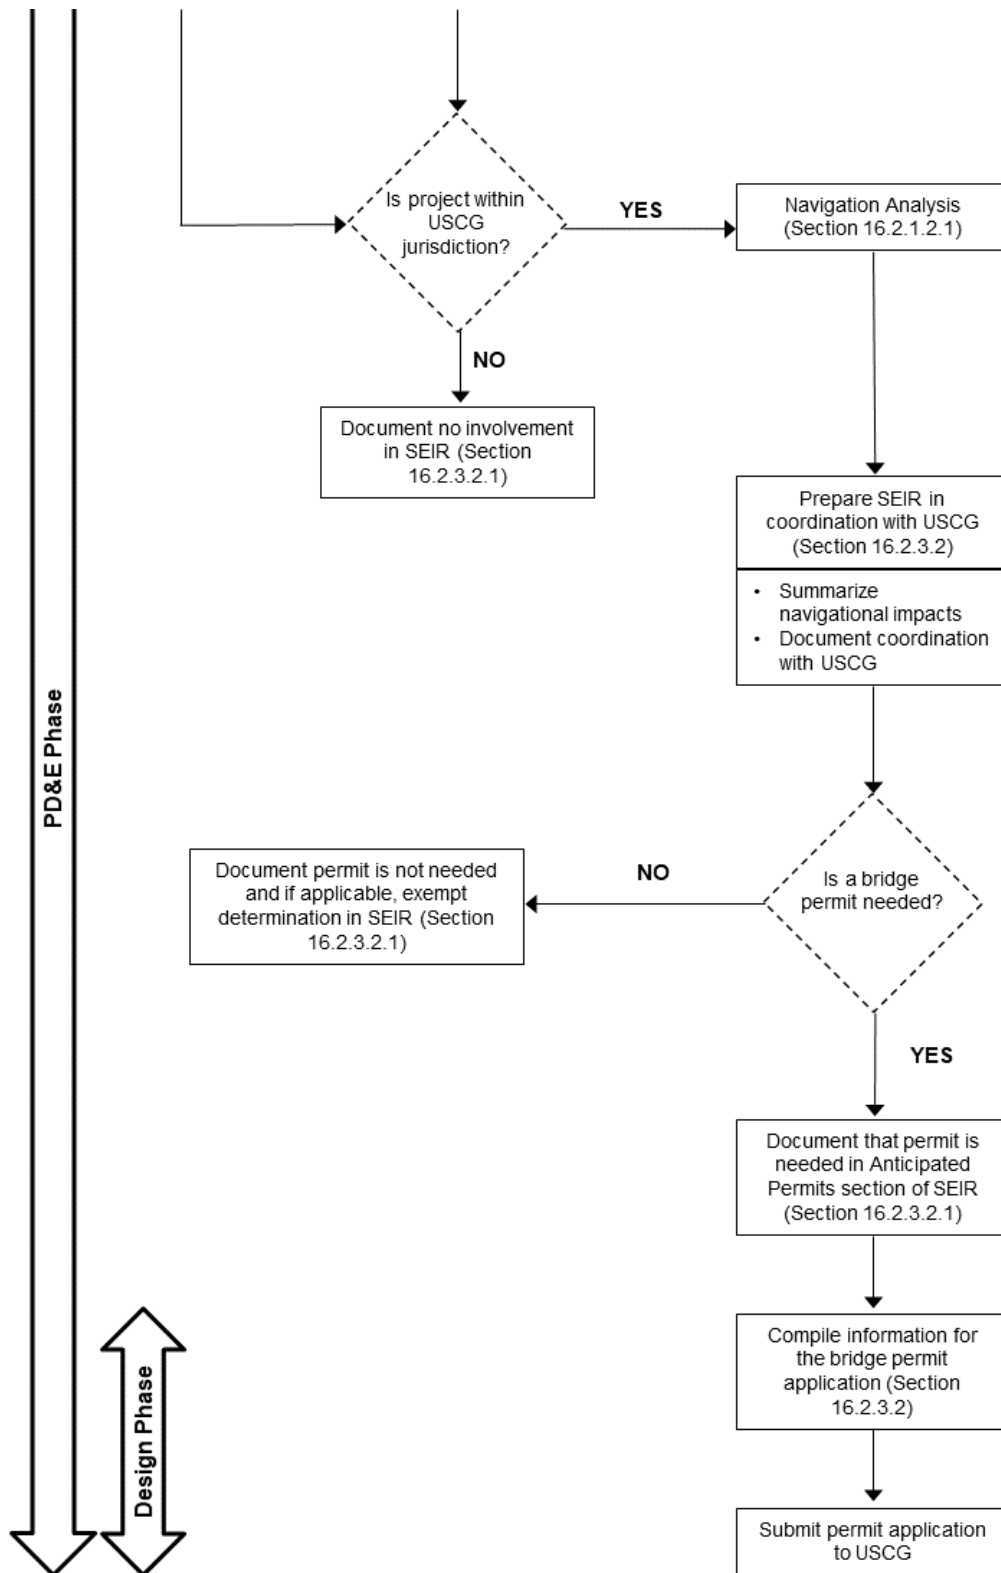 Is project within
USCG
jurisdiction?
YES
Navigation Analysis
(Section 16.2.1.2.1)
NO
Document no involvement
in SEIR (Section
16.2.3.2.1)
Prepare SEIR in
coordination with USCG
(Section 16.2.3.2)
• Summarize
navigational impacts
• Document coordination
with USCG
PD&E Phase
Document permit is not needed
and if applicable, exempt
determination in SEIR (Section
16.2.3.2.1)
NO
Is a bridge
permit needed?
YES
Document that permit is
needed in Anticipated
Permits section of SEIR
(Section 16.2.3.2.1)
Design Phase
Compile information for
the bridge permit
application (Section
16.2.3.2)
Submit permit application
to USCG